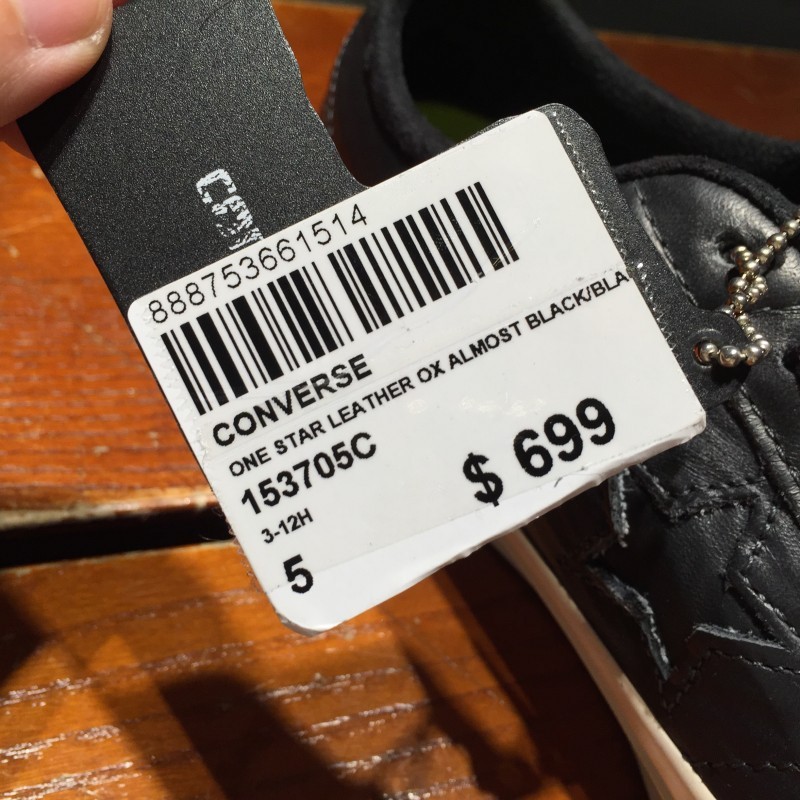 888753661514
CONVERSE
ONE STAR LEATHER OX ALMOST BLACK/BLA
153705C
$ 699
3-12H
5